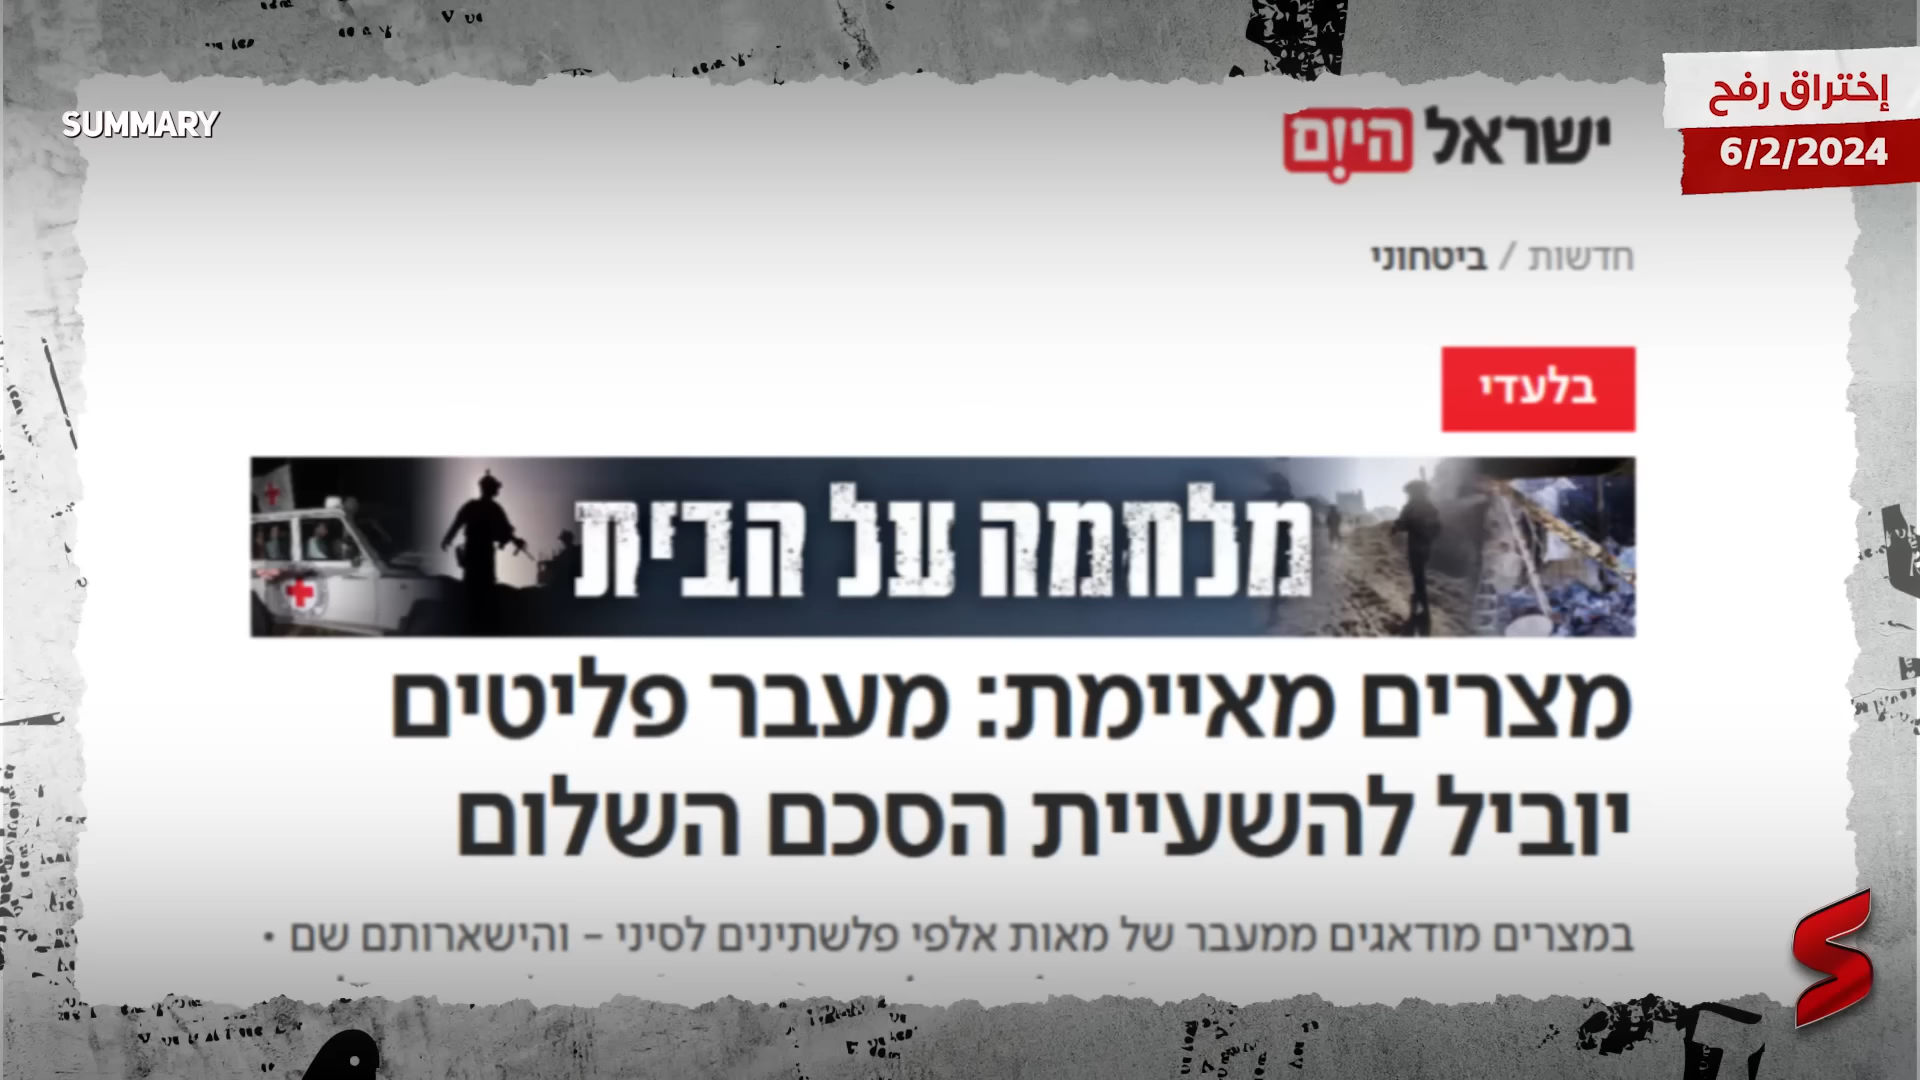 SUMMARY
إختراق رفح
6/2/2024
ישראל היום
חדשות / ביטחוני
בלעדי
מלחמה על הבית
מצרים מאיימת: מעבר פליטים
יוביל להשעיית הסכם השלום
במצרים מודאגים ממעבר של מאות אלפי פלשתינים לסיני – והישארותם שם •